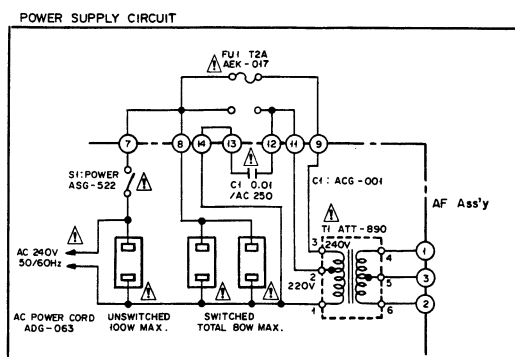 POWER SUPPLY CIRCUIT
FU1 T2A
AEK-017
7
8
14
13
12
11
9
S1:POWER
ASG-522
C1 0.01
/AC 250
C1: ACG-001
AF Ass'y
T1 ATT-890
3
240V
4
1
AC 240V
50/60Hz
2
220V
5
3
1
6
2
AC POWER CORD
ADG-063
UNSWITCHED
100W MAX.
SWITCHED
TOTAL 80W MAX.